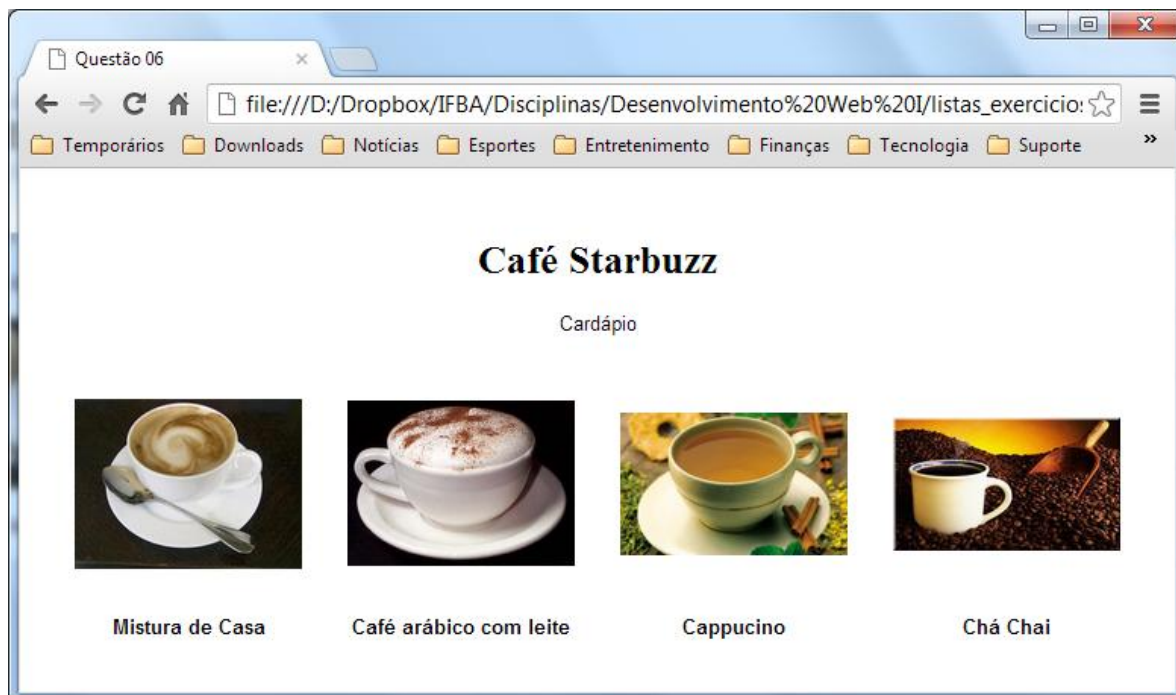 Questão 06
file:///D:/Dropbox/IFBA/Disciplinas/Desenvolvimento%20Web%20I/listas_exercicios
Temporários Downloads Notícias Esportes Entretenimento Finanças Tecnologia Suporte »
Café Starbuzz
Cardápio
Mistura de Casa Café arábico com leite Cappucino Chá Chai